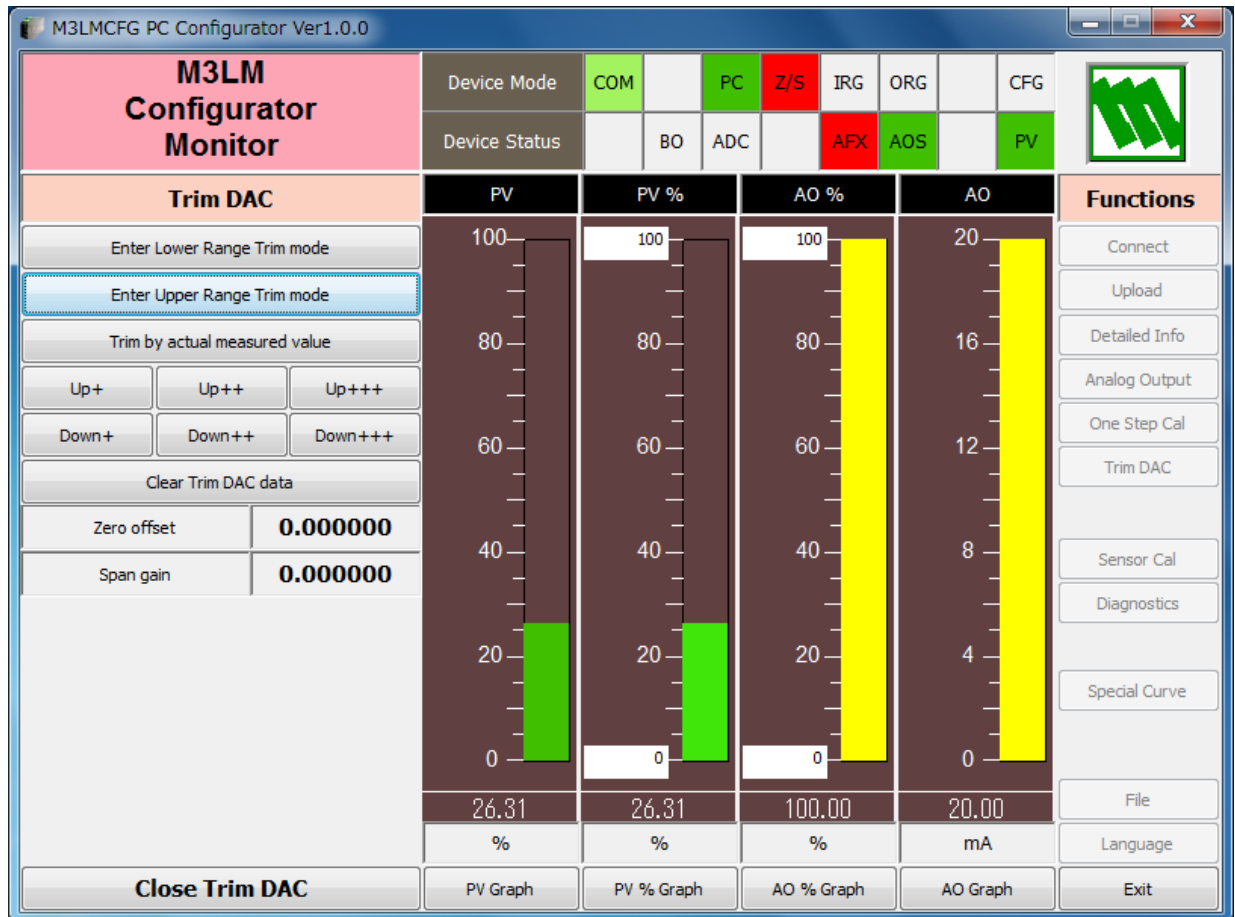 M3LMCFG PC Configurator Ver1.0.0
M3LM
Configurator
Monitor
Device Mode
COM
PC
Z/S
IRG
ORG
CFG
Device Status
BO
ADC
AFX
AOS
PV
Trim DAC
Enter Lower Range Trim mode
Enter Upper Range Trim mode
Trim by actual measured value
Up+
Up++
Up+++
Down+
Down++
Down+++
Clear Trim DAC data
Zero offset
0.000000
Span gain
0.000000
Close Trim DAC
PV
100
80
60
40
20
0
26.31
%
PV Graph
PV %
100
80
60
40
20
0
26.31
%
PV % Graph
AO %
100
80
60
40
20
0
100.00
%
AO % Graph
AO
20
16
12
8
4
0
20.00
mA
AO Graph
Functions
Connect
Upload
Detailed Info
Analog Output
One Step Cal
Trim DAC
Sensor Cal
Diagnostics
Special Curve
File
Language
Exit